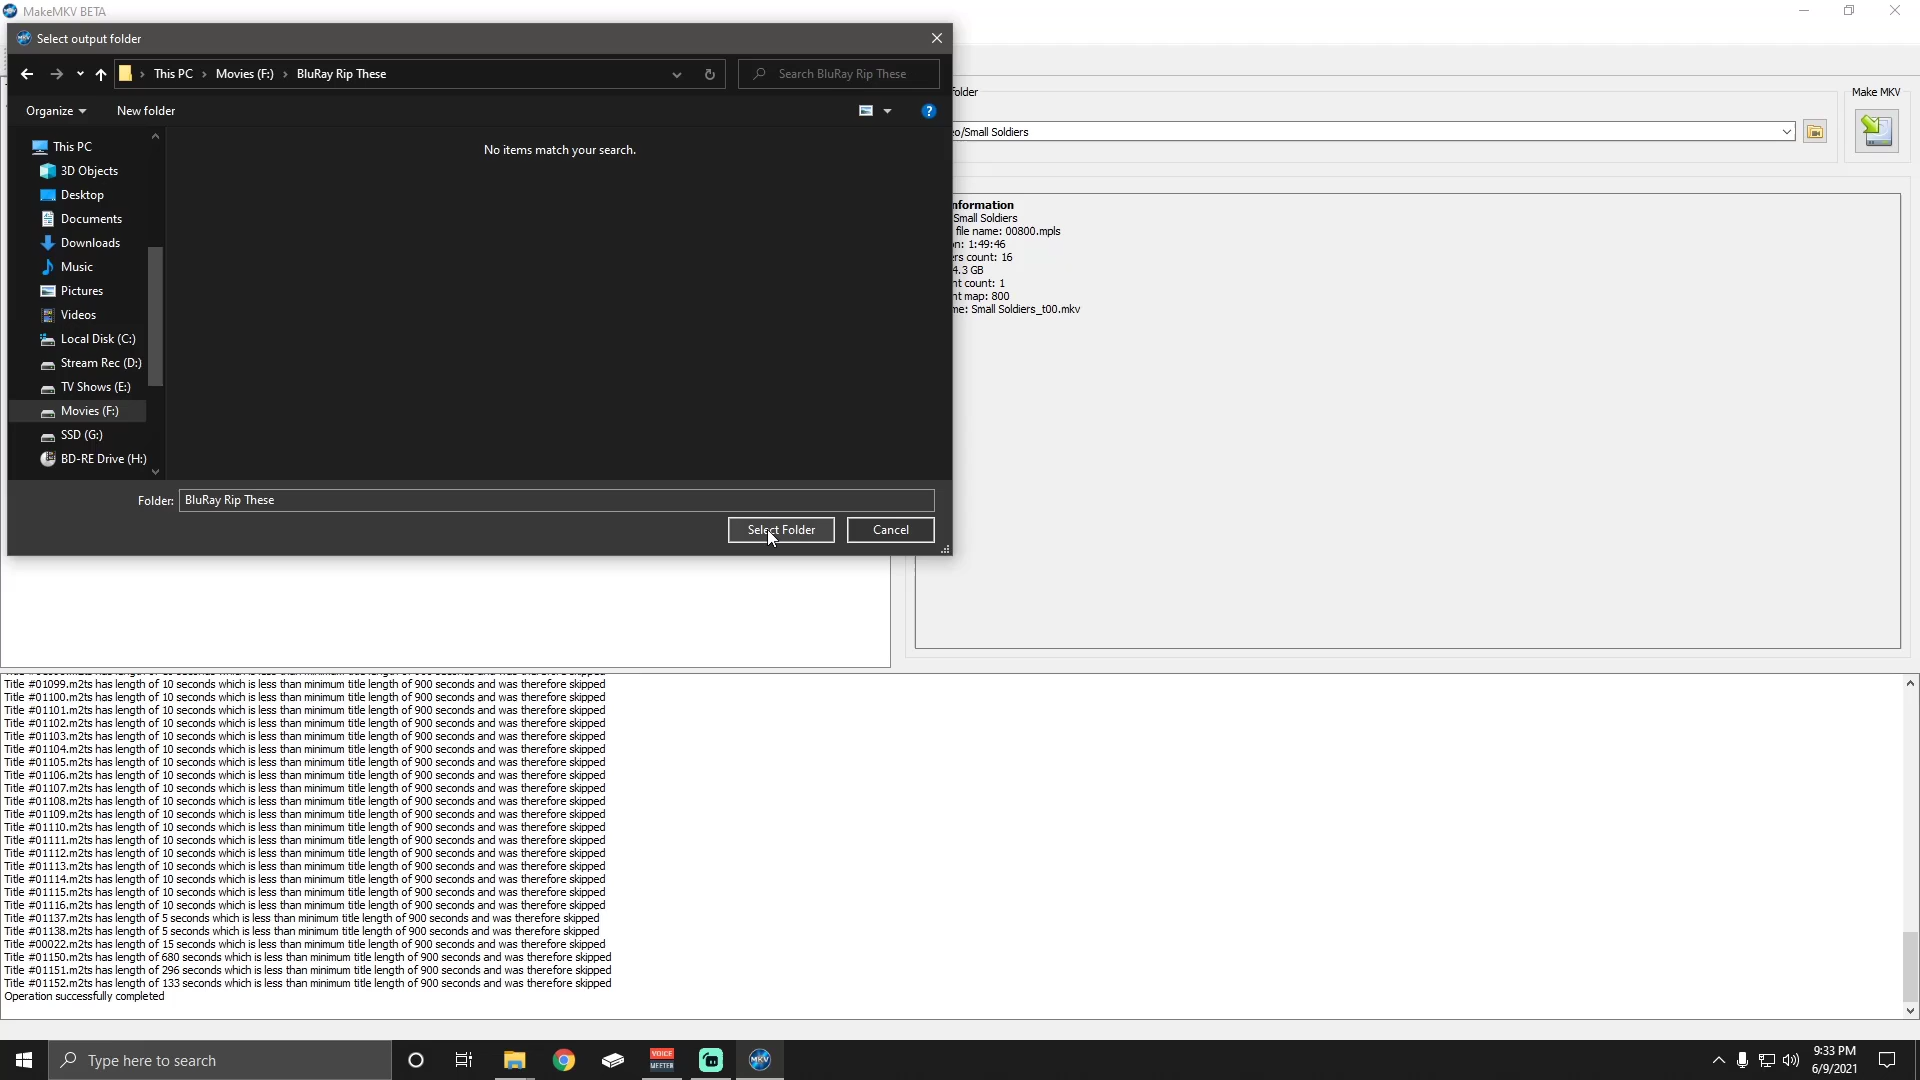 MakeMKV BETA
Select output folder
This PC
Movies (F:)
BluRay Rip These
Search BluRay Rip These
Organize
New folder
This PC
3D Objects
Desktop
Documents
Downloads
Music
Pictures
Videos
Local Disk (C:)
Stream Rec (D:)
TV Shows (E:)
Movies (F:)
SSD (G:)
BD-RE Drive (H:)
No items match your search.
Folder:
BluRay Rip These
Select Folder
Cancel
older
Make MKV
eo/Small Soldiers
nformation
Small Soldiers
file name: 00800.mpls
n: 1:49:46
rs count: 16
4.3 GB
nt count: 1
nt map: 800
me: Small Soldiers_t00.mkv
Title #01099.m2ts has length of 10 seconds which is less than minimum title length of 900 seconds and was therefore skipped
Title #01100.m2ts has length of 10 seconds which is less than minimum title length of 900 seconds and was therefore skipped
Title #01101.m2ts has length of 10 seconds which is less than minimum title length of 900 seconds and was therefore skipped
Title #01102.m2ts has length of 10 seconds which is less than minimum title length of 900 seconds and was therefore skipped
Title #01103.m2ts has length of 10 seconds which is less than minimum title length of 900 seconds and was therefore skipped
Title #01104.m2ts has length of 10 seconds which is less than minimum title length of 900 seconds and was therefore skipped
Title #01105.m2ts has length of 10 seconds which is less than minimum title length of 900 seconds and was therefore skipped
Title #01106.m2ts has length of 10 seconds which is less than minimum title length of 900 seconds and was therefore skipped
Title #01107.m2ts has length of 10 seconds which is less than minimum title length of 900 seconds and was therefore skipped
Title #01108.m2ts has length of 10 seconds which is less than minimum title length of 900 seconds and was therefore skipped
Title #01109.m2ts has length of 10 seconds which is less than minimum title length of 900 seconds and was therefore skipped
Title #01110.m2ts has length of 10 seconds which is less than minimum title length of 900 seconds and was therefore skipped
Title #01111.m2ts has length of 10 seconds which is less than minimum title length of 900 seconds and was therefore skipped
Title #01112.m2ts has length of 10 seconds which is less than minimum title length of 900 seconds and was therefore skipped
Title #01113.m2ts has length of 10 seconds which is less than minimum title length of 900 seconds and was therefore skipped
Title #01114.m2ts has length of 10 seconds which is less than minimum title length of 900 seconds and was therefore skipped
Title #01115.m2ts has length of 10 seconds which is less than minimum title length of 900 seconds and was therefore skipped
Title #01116.m2ts has length of 10 seconds which is less than minimum title length of 900 seconds and was therefore skipped
Title #01137.m2ts has length of 5 seconds which is less than minimum title length of 900 seconds and was therefore skipped
Title #01138.m2ts has length of 5 seconds which is less than minimum title length of 900 seconds and was therefore skipped
Title #00022.m2ts has length of 15 seconds which is less than minimum title length of 900 seconds and was therefore skipped
Title #01150.m2ts has length of 680 seconds which is less than minimum title length of 900 seconds and was therefore skipped
Title #01151.m2ts has length of 296 seconds which is less than minimum title length of 900 seconds and was therefore skipped
Title #01152.m2ts has length of 133 seconds which is less than minimum title length of 900 seconds and was therefore skipped
Operation successfully completed
Type here to search
VOICE
MEETER
MKV
9:33 PM
6/9/2021